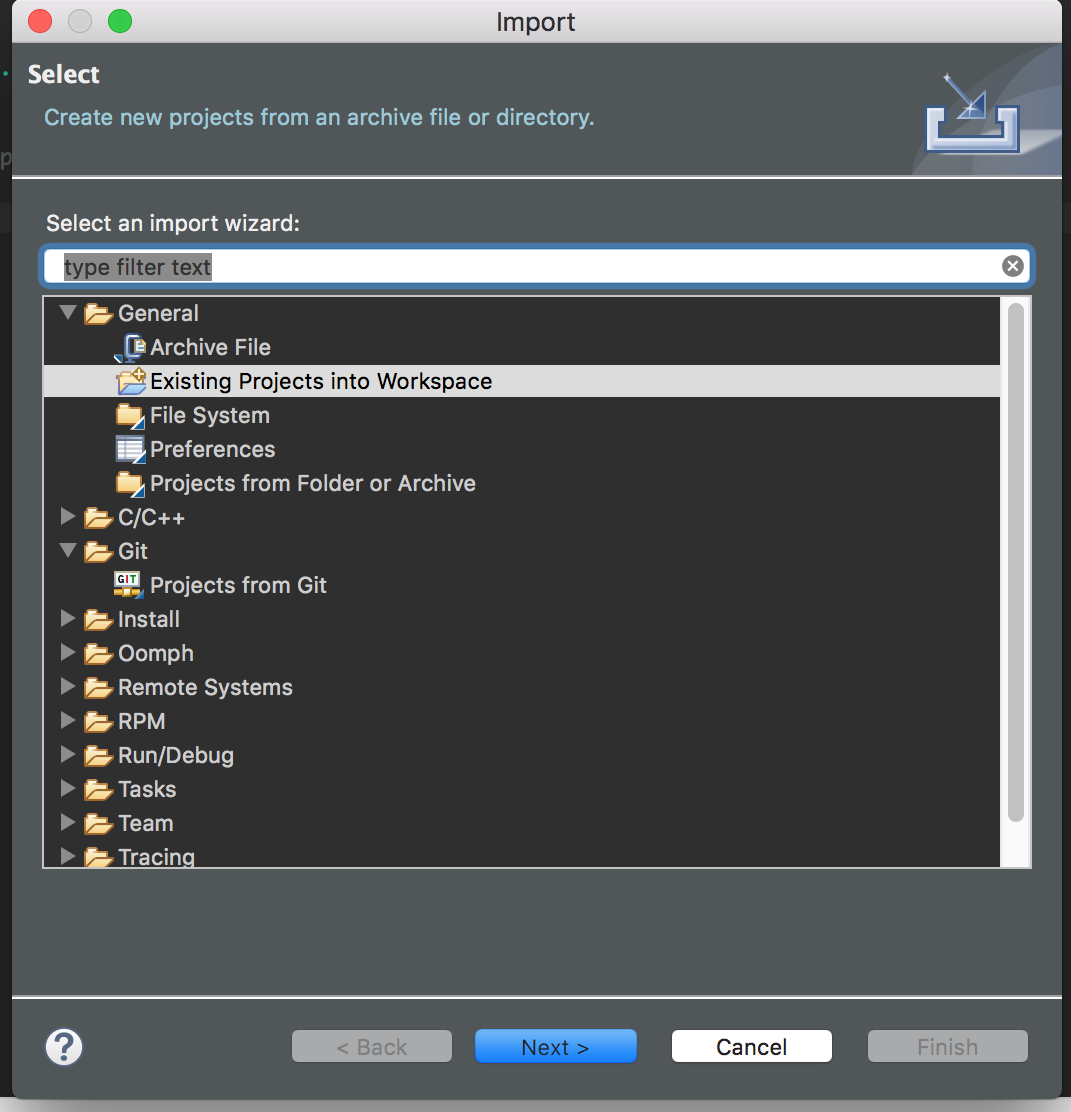 Import
Select
Create new projects from an archive file or directory.
Select an import wizard:
type filter text
General
Archive File
Existing Projects into Workspace
File System
Preferences
Projects from Folder or Archive
C/C++
Git
GIT
Projects from Git
Install
Oomph
Remote Systems
RPM
Run/Debug
Tasks
Team
Tracing
?
< Back
Next >
Cancel
Finish